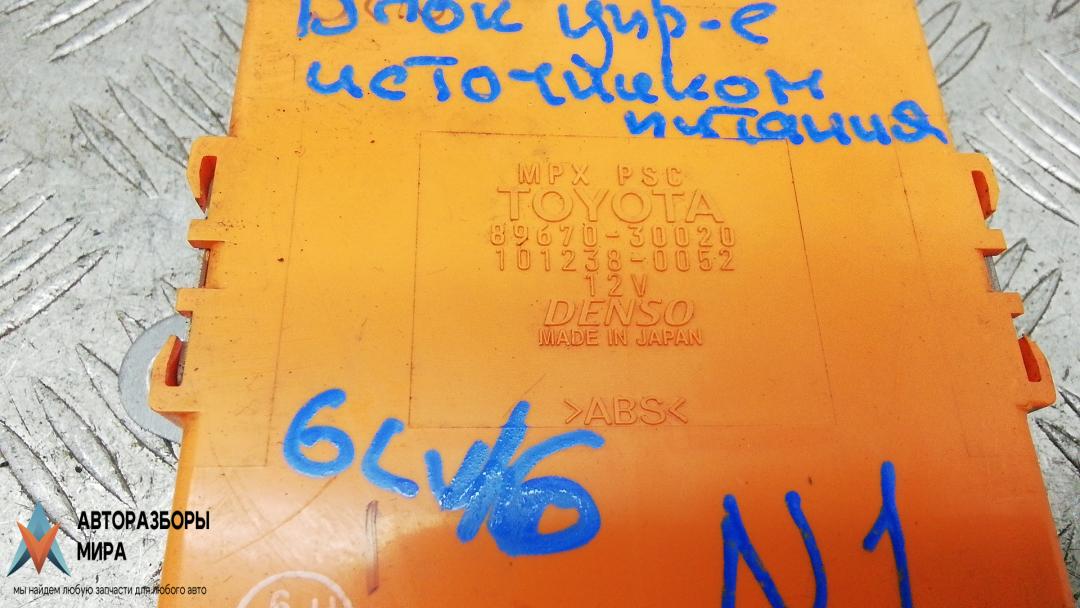 Блок упр-е
источником
питания
MPX PSC
TOYOTA
89670-30020
101238-0052
12V
DENSO
MADE IN JAPAN
>ABS<
N1
АВТОРАЗБОРЫ
МИРА
мы найдем любую запчасти для любого авто